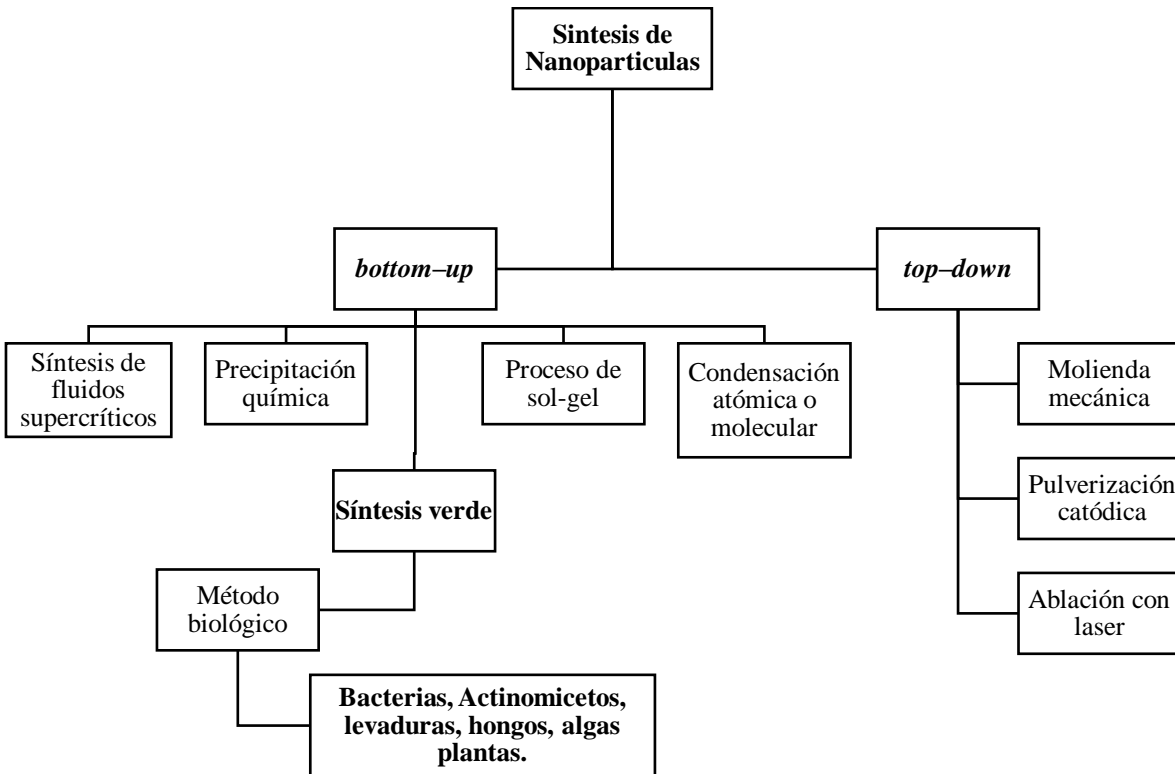 Sintesis de
Nanoparticulas
bottom–up
top–down
Síntesis de
fluidos
supercríticos
Precipitación
química
Proceso de
sol-gel
Condensación
atómica o
molecular
Molienda
mecánica
Síntesis verde
Pulverización
catódica
Método
biológico
Ablación con
laser
Bacterias, Actinomicetos,
levaduras, hongos, algas
plantas.